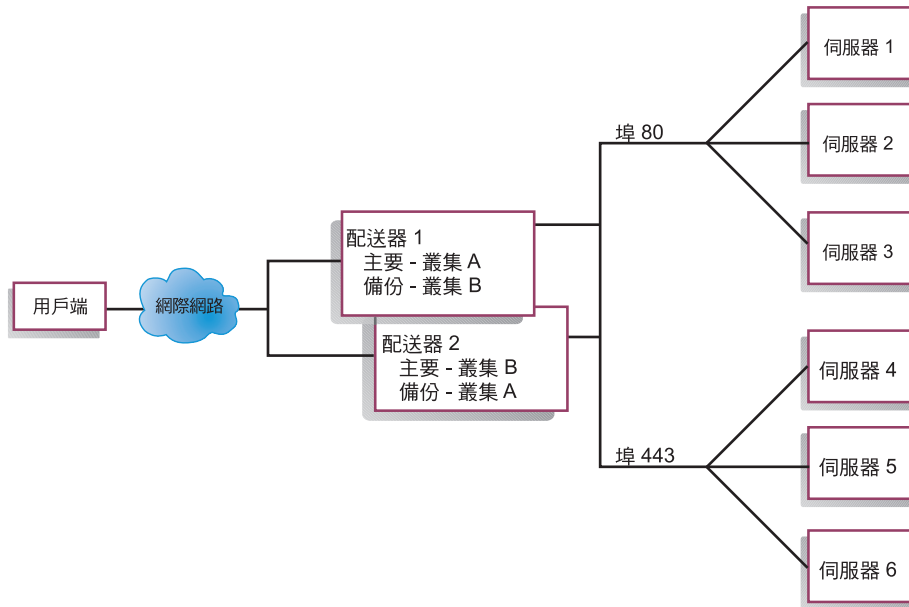 用戶端
網際網路
配送器 1
主要 - 叢集 A
備份 - 叢集 B
配送器 2
主要 - 叢集 B
備份 - 叢集 A
埠 80
伺服器 1
伺服器 2
伺服器 3
埠 443
伺服器 4
伺服器 5
伺服器 6